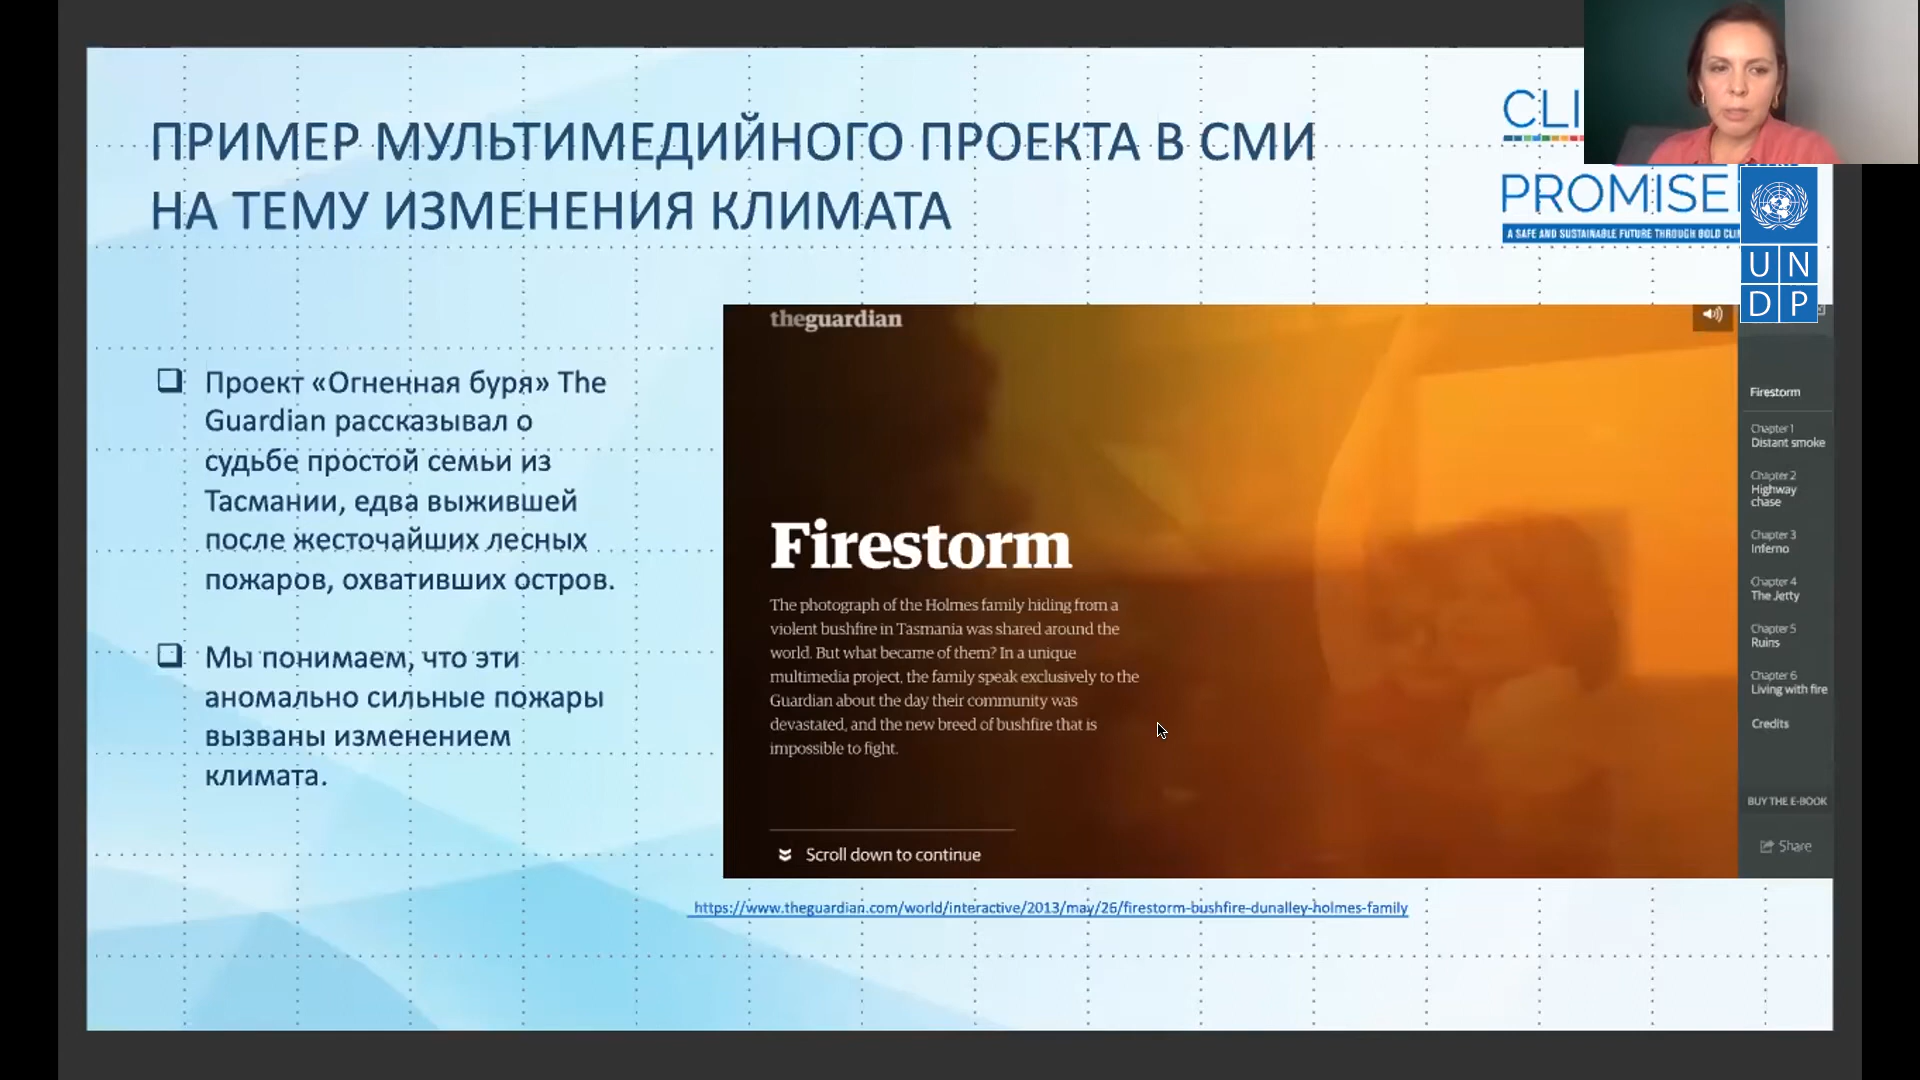 ПРИМЕР МУЛЬТИМЕДИЙНОГО ПРОЕКТА В СМИ
НА ТЕМУ ИЗМЕНЕНИЯ КЛИМАТА
PROMISE
A SAFE AND SUSTAINABLE FUTURE THROUGH BOLD
U N
D P
Проект «Огненная буря» The
Guardian рассказывал о
судьбе простой семьи из
Тасмании, едва выжившей
после жесточайших лесных
пожаров, охвативших остров.
Мы понимаем, что эти
аномально сильные пожары
вызваны изменением
климата.
theguardian
Firestorm
The photograph of the Holmes family hiding from a
violent bushfire in Tasmania was shared around the
world. But what became of them? In a unique
multimedia project, the family speak exclusively to the
Guardian about the day their community was
devastated, and the new breed of bushfire that is
impossible to fight.
Scroll down to continue
Firestorm
Chapter 1
Distant smoke
Chapter 2
Highway
chase
Chapter 3
Inferno
Chapter 4
The Jetty
Chapter 5
Ruins
Chapter 6
Living with fire
Credits
BUY THE E-BOOK
Share
https://www.theguardian.com/world/interactive/2013/may/26/firestorm-bushfire-dunalley-holmes-family